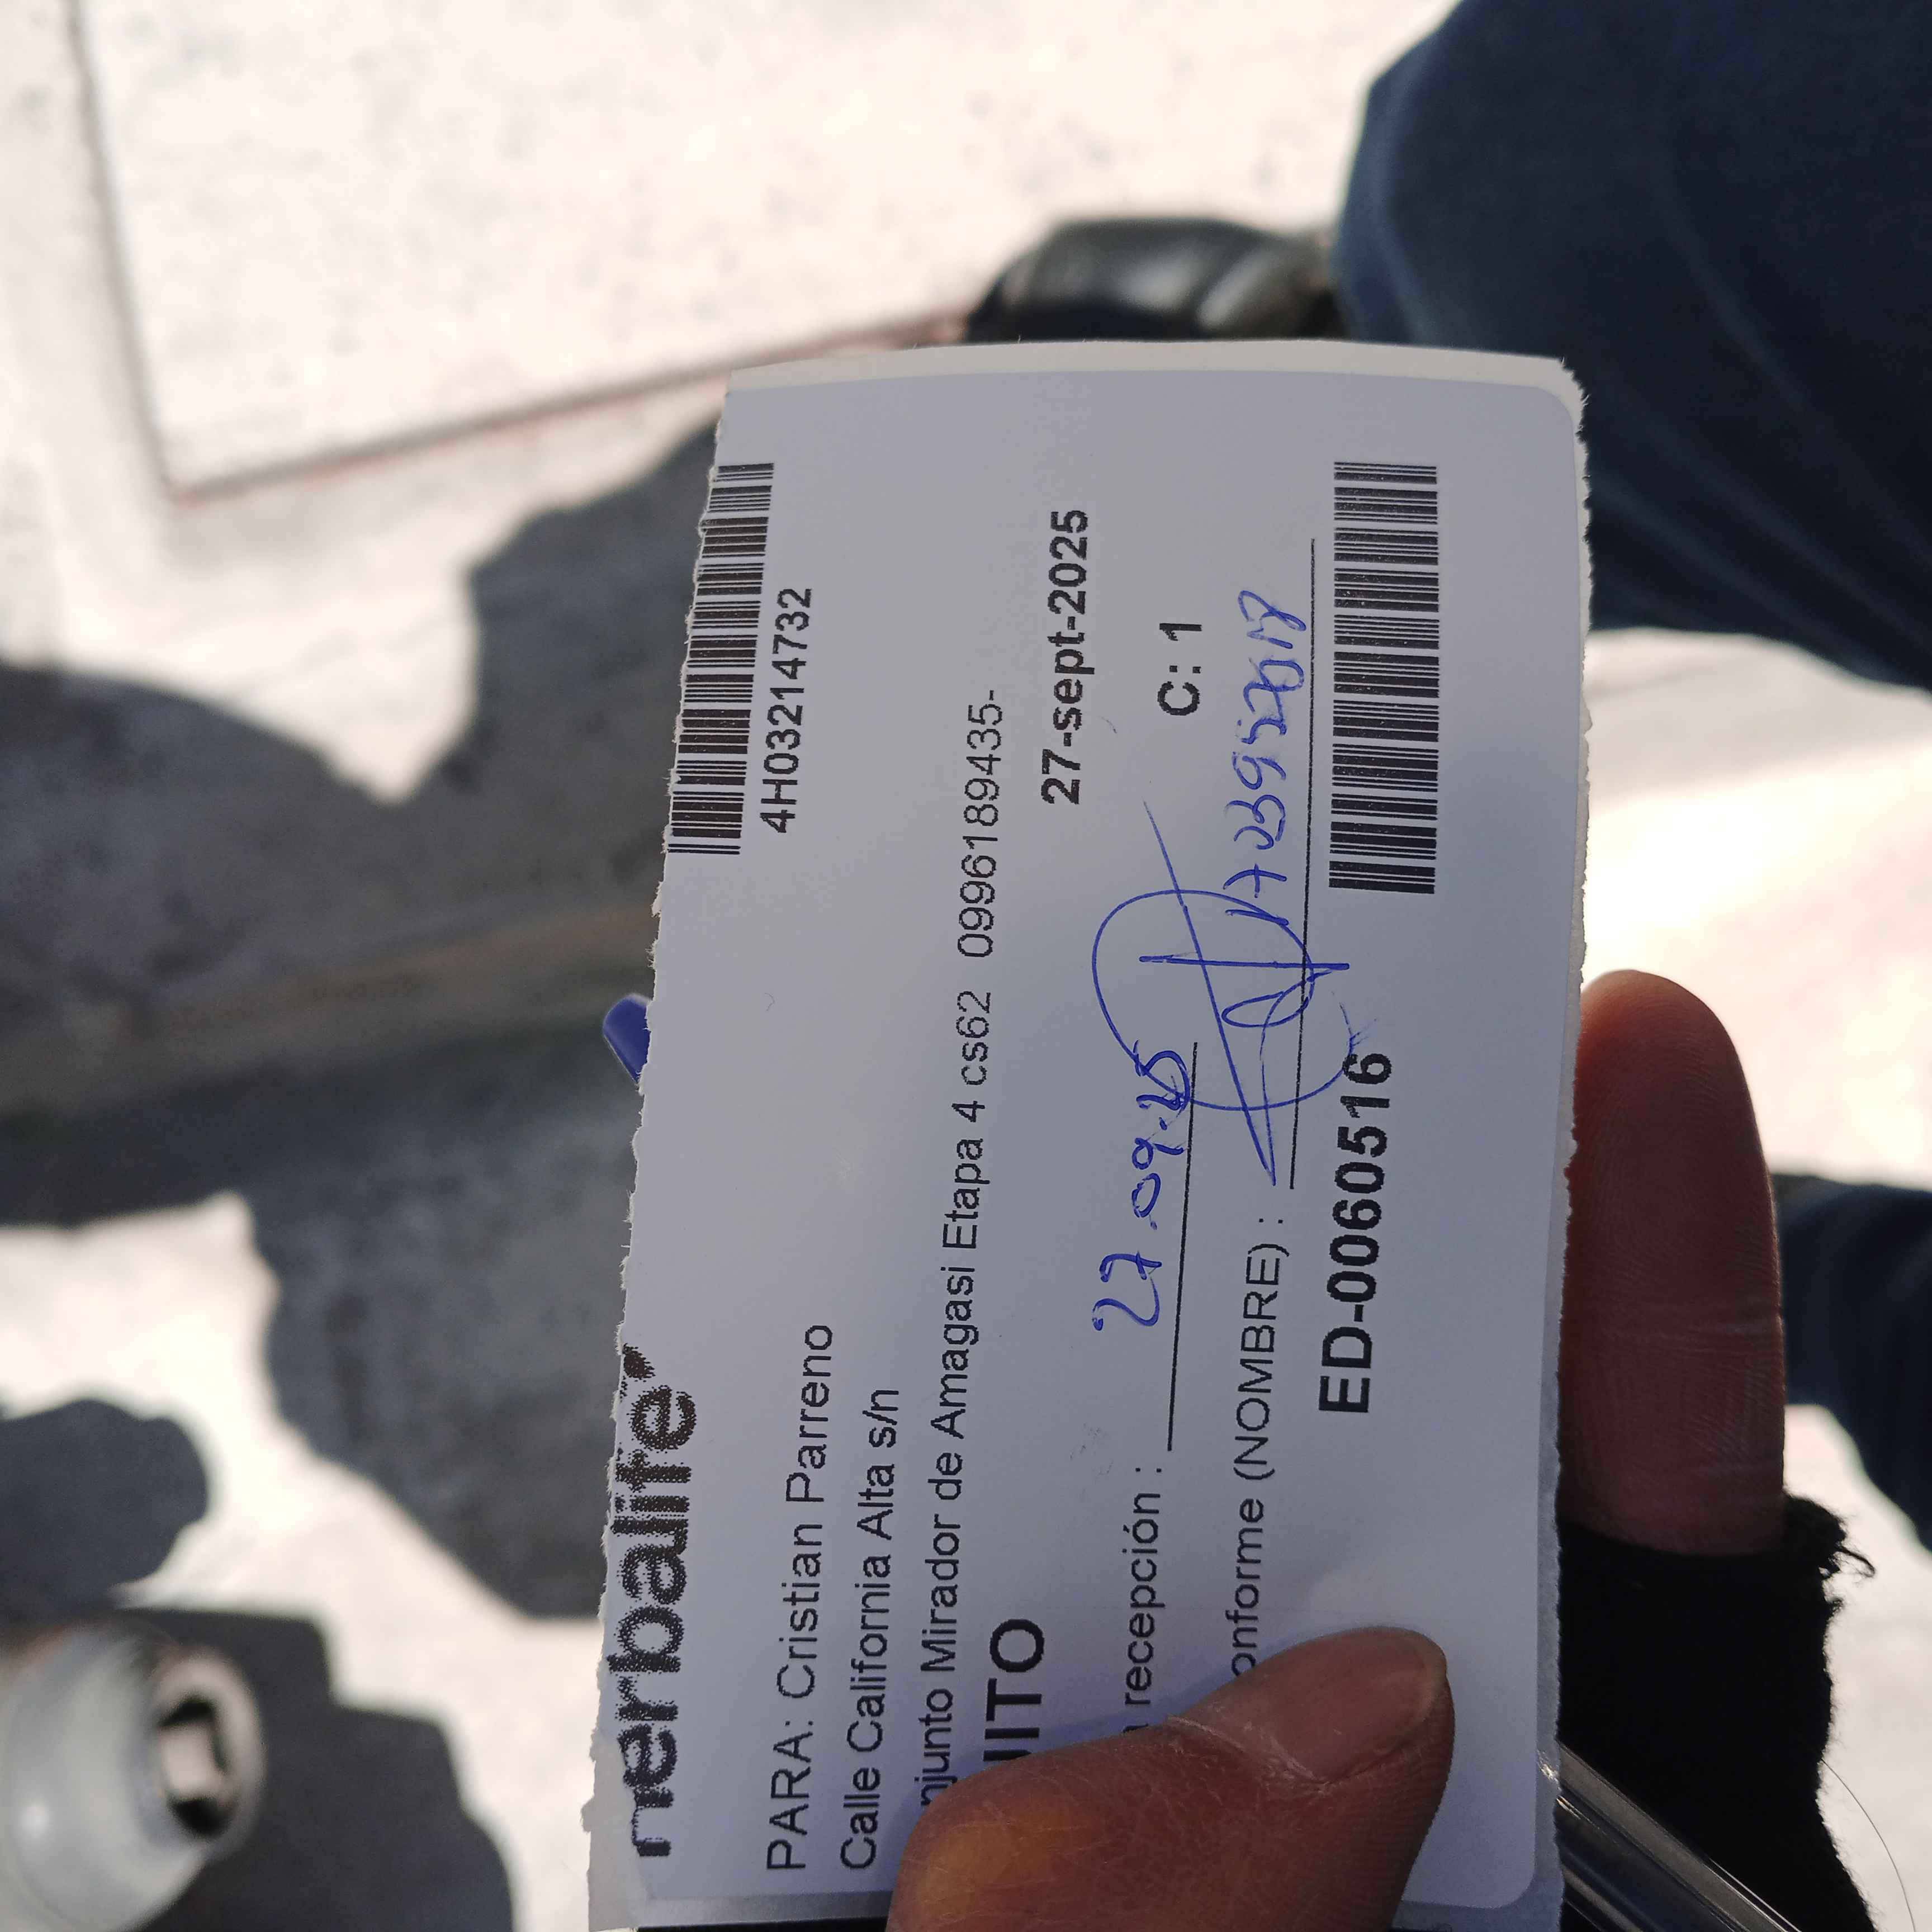 herbalife
4H03214732
PARA: Cristian Parreno
Calle California Alta s/n
njunto Mirador de Amagasi Etapa 4 cs62 0996189435-
UITO
27-sept-2025
recepción : 27.09.25
C: 1
onforme (NOMBRE) :
ED-0060516